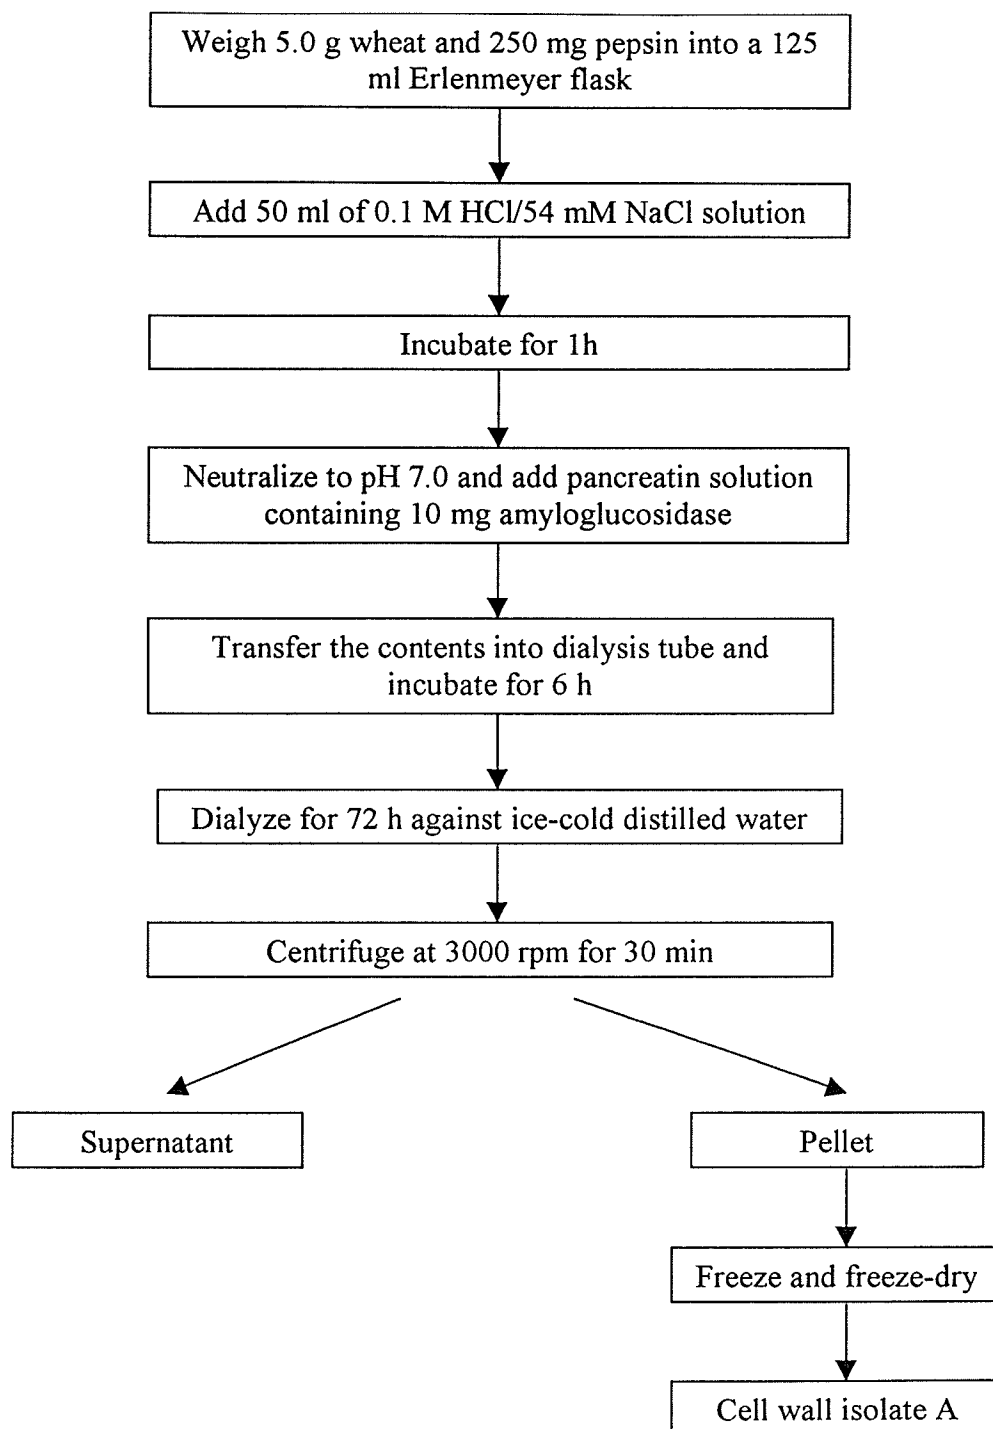 Weigh 5.0 g wheat and 250 mg pepsin into a 125
ml Erlenmeyer flask
Add 50 ml of 0.1 M HCl/54 mM NaCl solution
Incubate for 1h
Neutralize to pH 7.0 and add pancreatin solution
containing 10 mg amyloglucosidase
Transfer the contents into dialysis tube and
incubate for 6 h
Dialyze for 72 h against ice-cold distilled water
Centrifuge at 3000 rpm for 30 min
Supernatant
Pellet
Freeze and freeze-dry
Cell wall isolate A